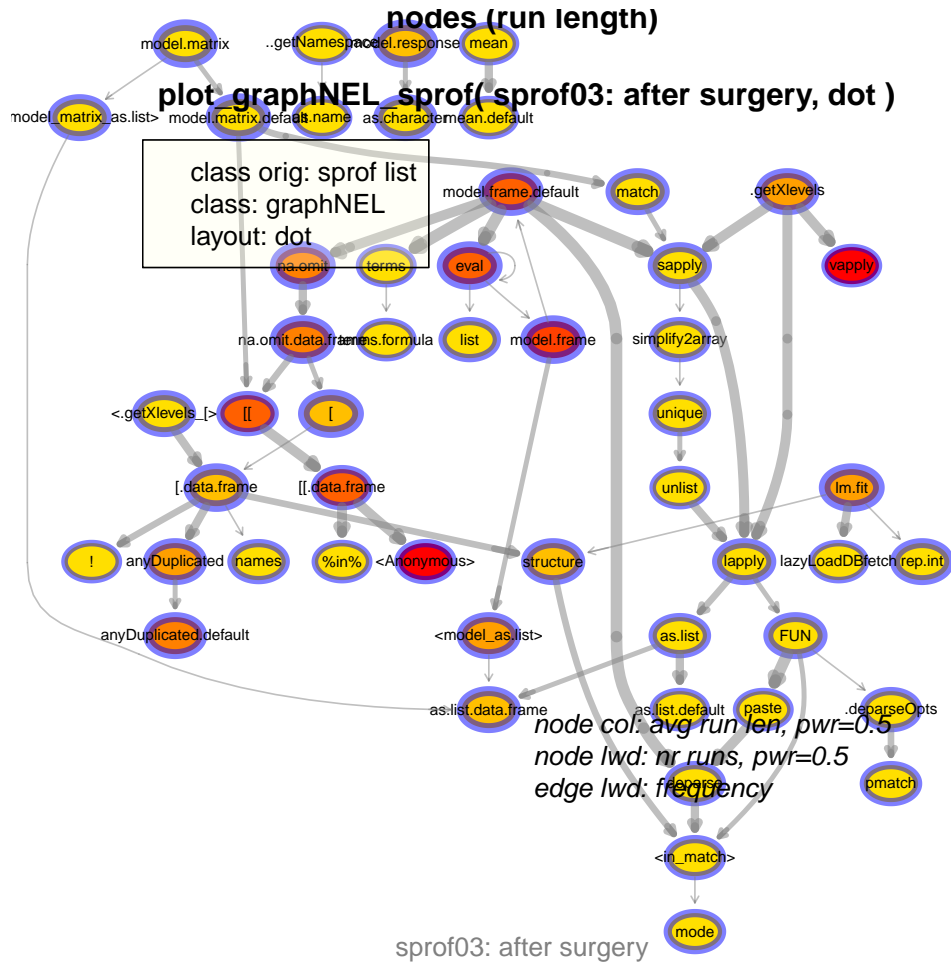 nodes (run length)
model.matrix
..getNamespace
model.response
mean
plot_graphNEL_sprof( sprof03: after surgery, dot )
model_matrix_as.list>
model.matrix.default
as.name
as.character
mean.default
class orig: sprof list
class: graphNEL
layout: dot
model.frame.default
match
.getXlevels
na.omit
terms
eval
sapply
vapply
na.omit.data.frame
terms.formula
list
model.frame
simplify2array
<.getXlevels_[>
[[
[
unique
[.data.frame
[[.data.frame
unlist
lm.fit
!
anyDuplicated
names
%in%
<Anonymous>
structure
lapply
lazyLoadDBfetch
rep.int
anyDuplicated.default
<model_as.list>
as.list
FUN
as.list.data.frame
as.list.default
paste
.deparseOpts
node col: avg run len, pwr=0.5
node lwd: nr runs, pwr=0.5
edge lwd: frequency
deparse
pmatch
<in_match>
mode
sprof03: after surgery